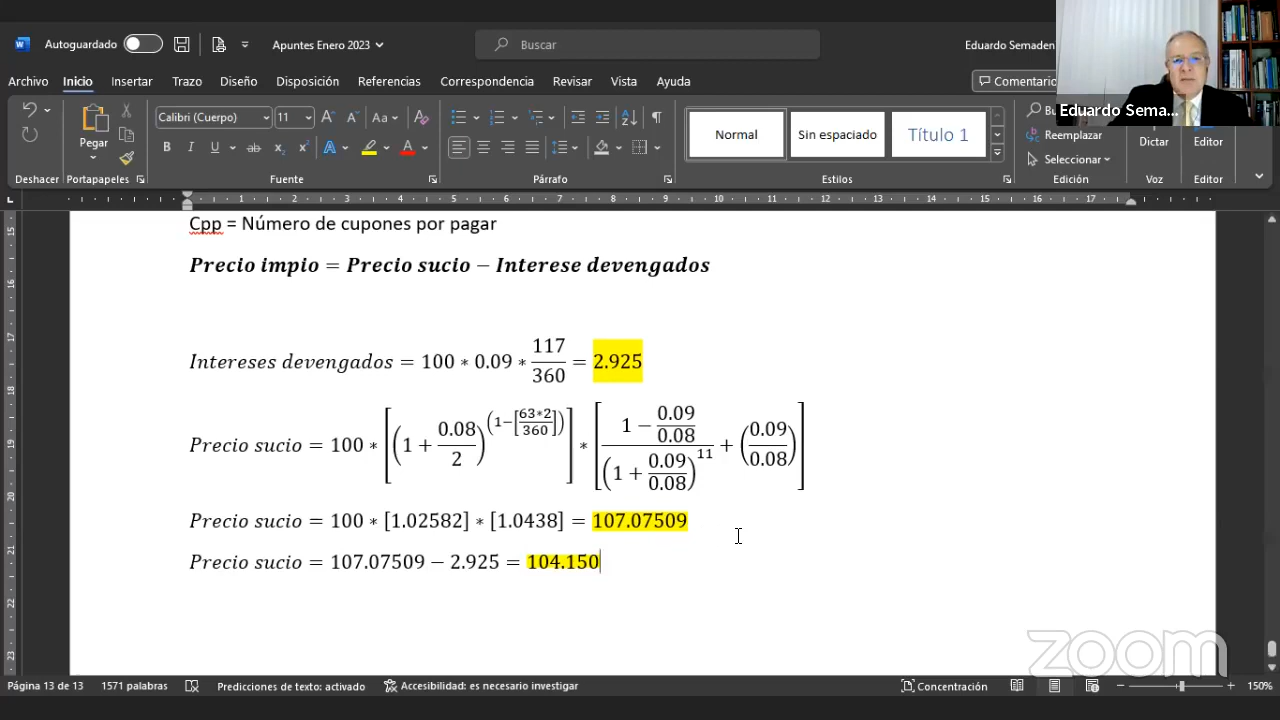 Autoguardado
Apuntes Enero 2023
Buscar
Eduardo Semaden
Eduardo Sema...
Archivo Inicio Insertar Trazo Diseño Disposición Referencias Correspondencia Revisar Vista Ayuda
Comentario
Pegar
Calibri (Cuerpo) 11
Normal
Sin espaciado
Título 1
Reemplazar
Seleccionar
Dictar
Editor
Deshacer Portapapeles Fuente Párrafo Estilos Edición Voz Editor
Cpp = Número de cupones por pagar
Precio impio = Precio sucio − Interese devengados
Intereses devengados = 100 ∗ 0.09 ∗ 117/360 = 2.925
Precio sucio = 100 ∗ [(1 + 0.08/2)^(1−[63∗2/360])] ∗ [(1 − 0.09/0.08)/(1 + 0.09/0.08)^11 + (0.09/0.08)]
Precio sucio = 100 ∗ [1.02582] ∗ [1.0438] = 107.07509
Precio sucio = 107.07509 − 2.925 = 104.150
zoom
Página 13 de 13 1571 palabras Predicciones de texto: activado Accesibilidad: es necesario investigar Concentración 150%